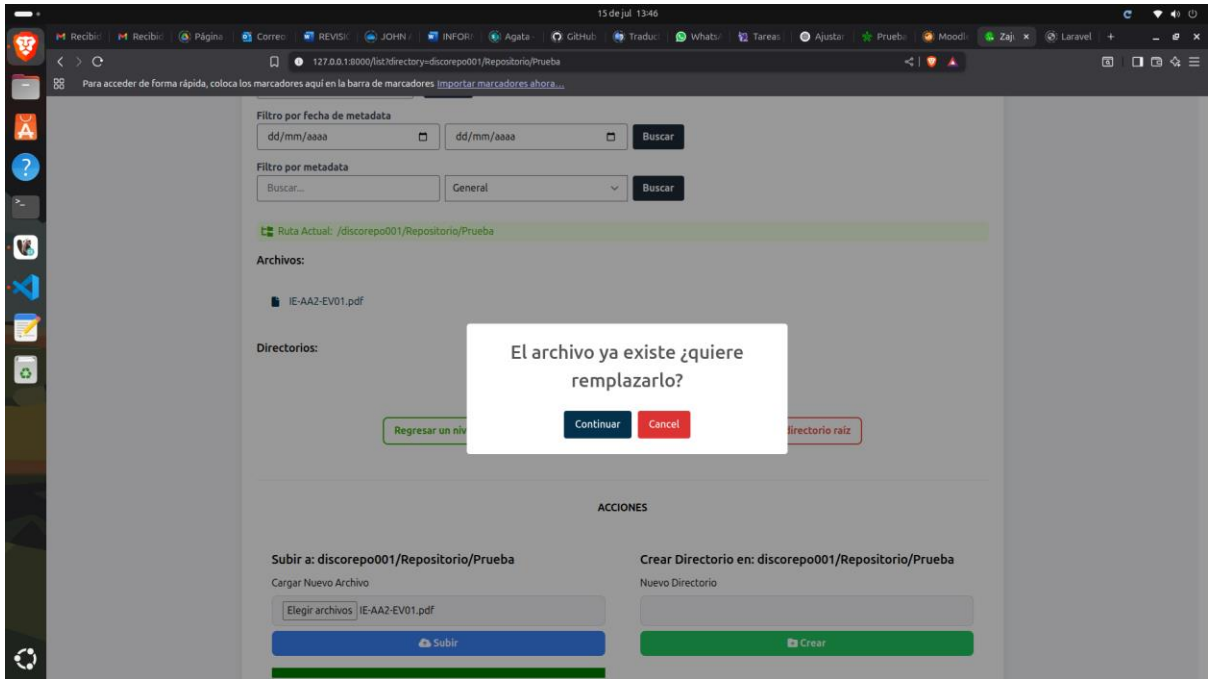 15 de jul 13:46
Recibid Recibid Página Correo REVISIC JOHN INFOR Agata GitHub Traduc Whats Tareas Ajustar Prueba Moodl Zaju Laravel
127.0.0.1:8000/list?directory=discorepo001/Repositorio/Prueba
Para acceder de forma rápida, coloca los marcadores aquí en la barra de marcadores Importar marcadores ahora...
Filtro por fecha de metadata
dd/mm/aaaa dd/mm/aaaa Buscar
Filtro por metadata
Buscar... General Buscar
Ruta Actual: /discorepo001/Repositorio/Prueba
Archivos:
IE-AA2-EV01.pdf
Directorios:
El archivo ya existe ¿quiere
remplazarlo?
Continuar Cancel
Regresar un niv directorio raíz
ACCIONES
Subir a: discorepo001/Repositorio/Prueba Crear Directorio en: discorepo001/Repositorio/Prueba
Cargar Nuevo Archivo Nuevo Directorio
Elegir archivos IE-AA2-EV01.pdf
Subir Crear